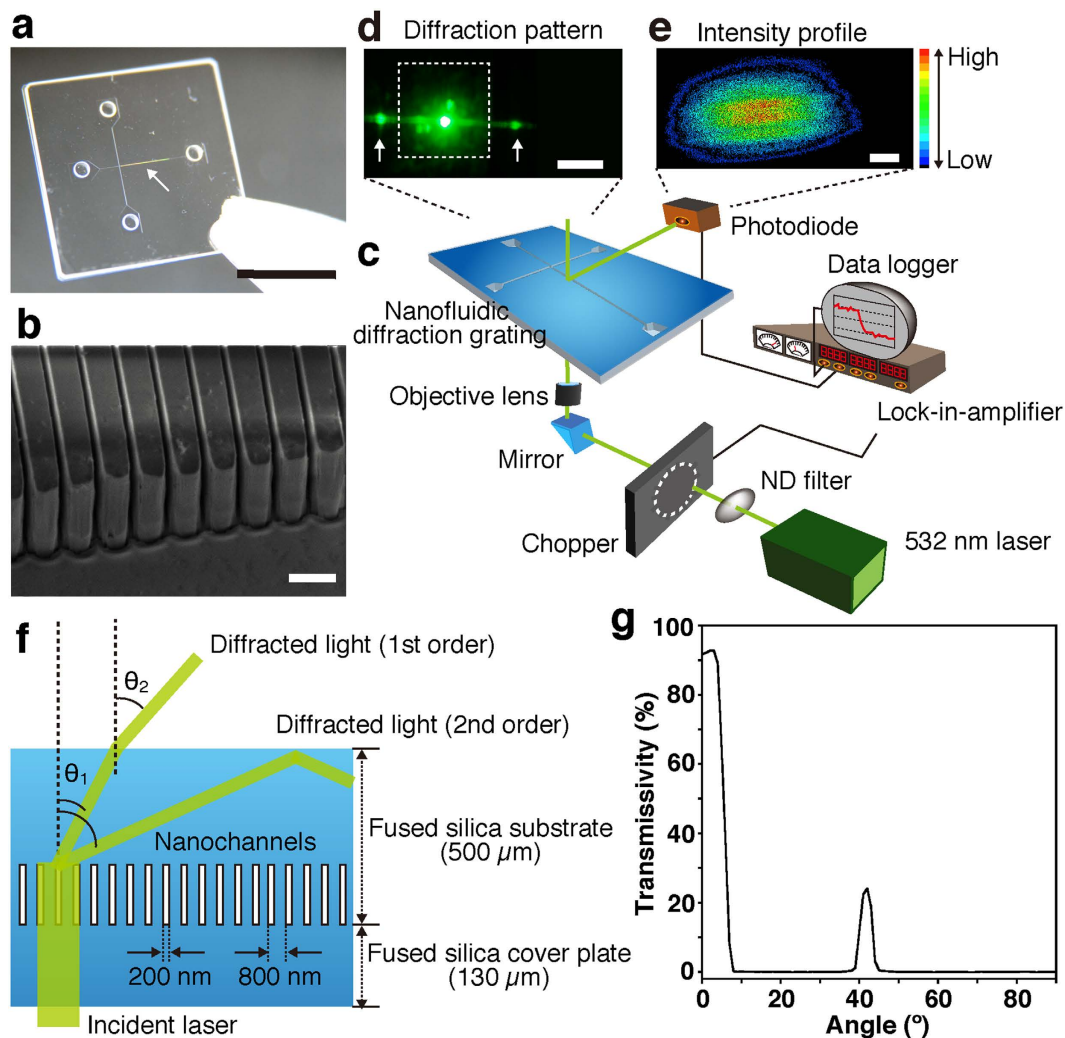 a
d
Diffraction pattern
e
Intensity profile
High
Low
Photodiode
c
Data logger
Nanofluidic
diffraction grating
b
Objective lens
Lock-in-amplifier
Mirror
ND filter
Chopper
532 nm laser
f
Diffracted light (1st order)
θ2
Diffracted light (2nd order)
θ1
Nanochannels
Fused silica substrate
(500 µm)
200 nm
800 nm
Fused silica cover plate
(130 µm)
Incident laser
g
100
80
60
40
20
0
Transmissivity (%)
0 20 40 60 80
Angle (º)